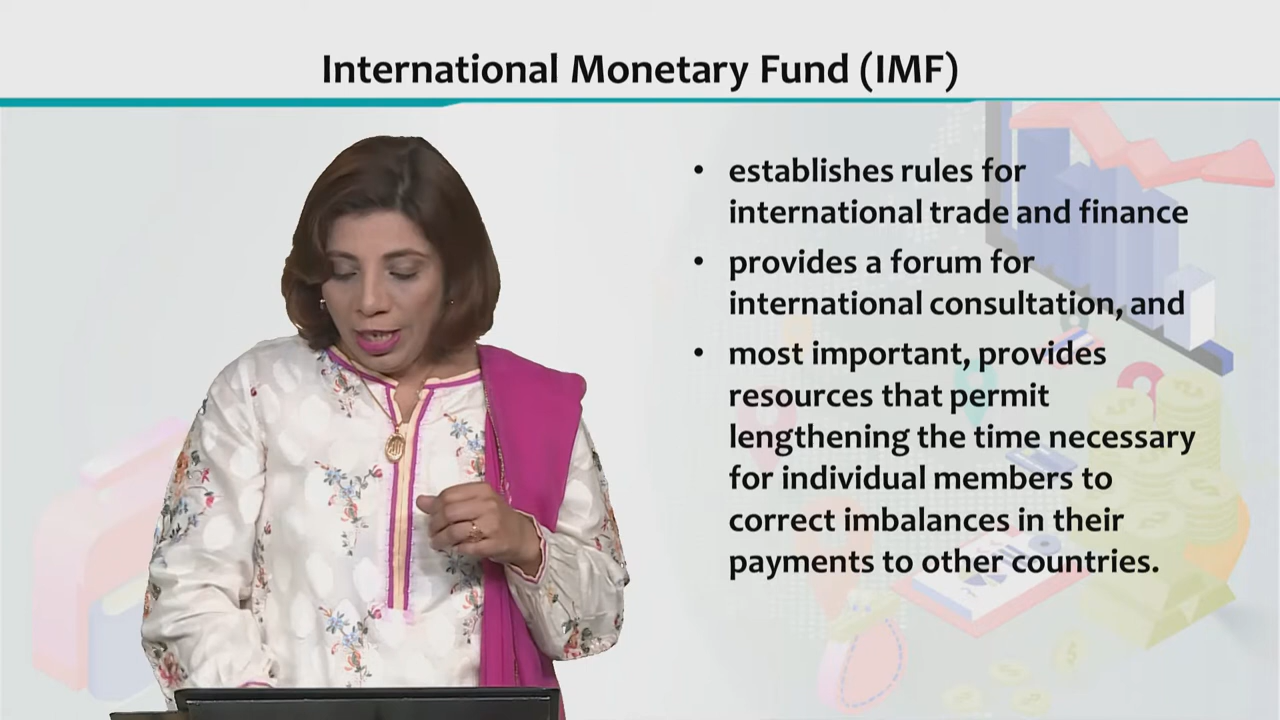 International Monetary Fund (IMF)
• establishes rules for
international trade and finance
• provides a forum for
international consultation, and
• most important, provides
resources that permit
lengthening the time necessary
for individual members to
correct imbalances in their
payments to other countries.